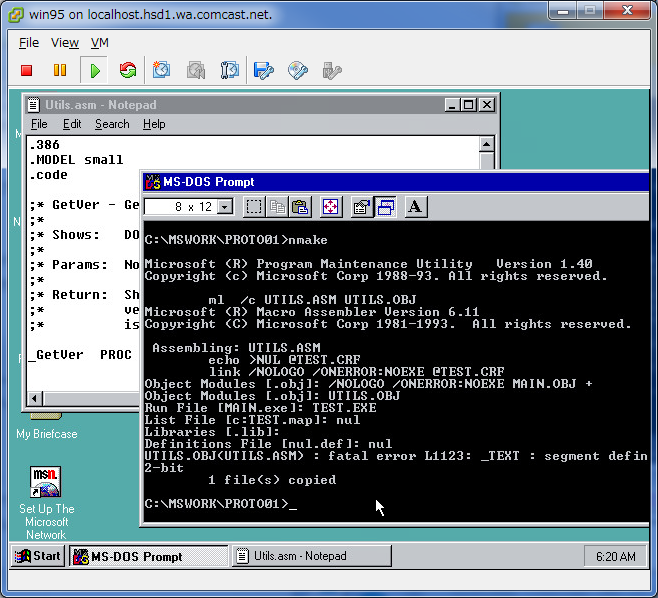 win95 on localhost.hsd1.wa.comcast.net.
File View VM
Utils.asm - Notepad
File Edit Search Help
.386
.MODEL small
.code
;* GetVer - Ge
;*
;* Shows: DO
;*
;* Params: No
;*
;* Return: Sh
;* ve
;* is
_GetVer PROC
MS-DOS Prompt
8 x 12
A
C:\MSWORK\PROTO01>nmake
Microsoft (R) Program Maintenance Utility Version 1.40
Copyright (c) Microsoft Corp 1988-93. All rights reserved.
ml /c UTILS.ASM UTILS.OBJ
Microsoft (R) Macro Assembler Version 6.11
Copyright (C) Microsoft Corp 1981-1993. All rights reserved.
Assembling: UTILS.ASM
echo >NUL @TEST.CRF
link /NOLOGO /ONERROR:NOEXE @TEST.CRF
Object Modules [.obj]: /NOLOGO /ONERROR:NOEXE MAIN.OBJ +
Object Modules [.obj]: UTILS.OBJ
Run File [MAIN.exe]: TEST.EXE
List File [c:TEST.map]: nul
Libraries [.lib]:
Definitions File [nul.def]: nul
UTILS.OBJ(UTILS.ASM) : fatal error L1123: _TEXT : segment defin
2-bit
1 file(s) copied
C:\MSWORK\PROTO01>_
My Briefcase
msn
Set Up The
Microsoft
Network
Start MS-DOS Prompt Utils.asm - Notepad 6:20 AM